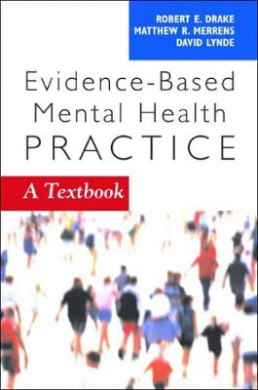 ROBERT E. DRAKE
MATTHEW R. MERRENS
DAVID LYNDE
Evidence-Based
Mental Health
PRACTICE
A Textbook